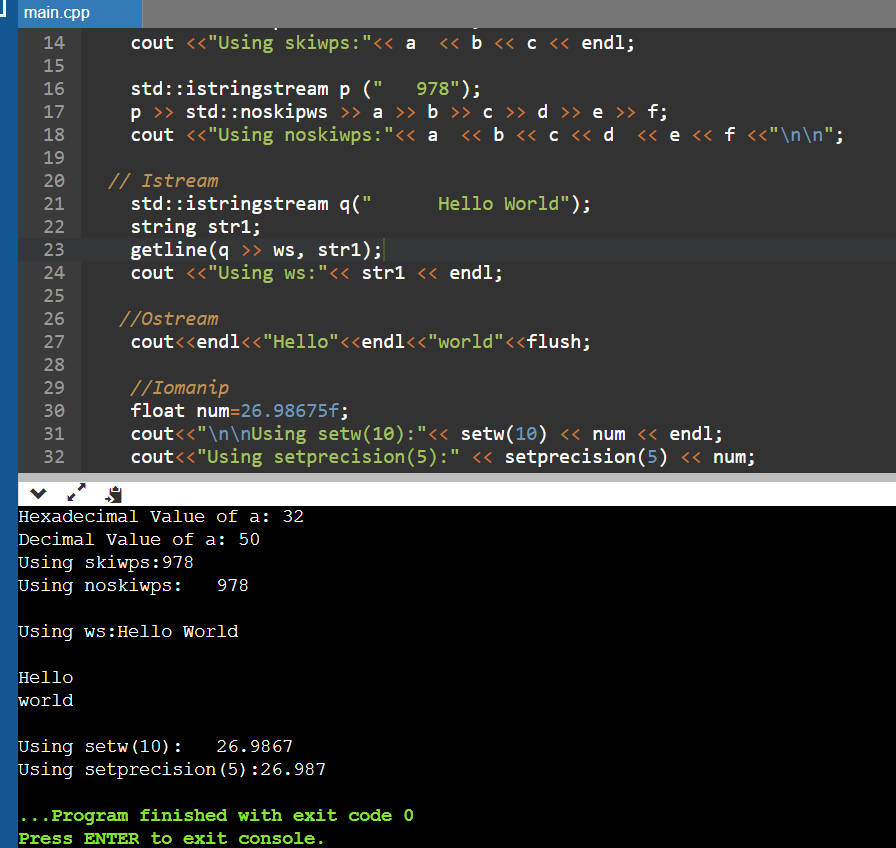 main.cpp
14 cout <<"Using skiwps:"<< a  << b << c << endl;
15
16 std::istringstream p ("   978");
17 p >> std::noskipws >> a >> b >> c >> d >> e >> f;
18 cout <<"Using noskiwps:"<< a  << b << c << d  << e << f <<"\n\n";
19
20 // Istream
21 std::istringstream q("      Hello World");
22 string str1;
23 getline(q >> ws, str1);
24 cout <<"Using ws:"<< str1 << endl;
25
26 //Ostream
27 cout<<endl<<"Hello"<<endl<<"world"<<flush;
28
29 //Iomanip
30 float num=26.98675f;
31 cout<<"\n\nUsing setw(10):"<< setw(10) << num << endl;
32 cout<<"Using setprecision(5):" << setprecision(5) << num;
Hexadecimal Value of a: 32
Decimal Value of a: 50
Using skiwps:978
Using noskiwps:   978
Using ws:Hello World
Hello
world
Using setw(10):   26.9867
Using setprecision(5):26.987
...Program finished with exit code 0
Press ENTER to exit console.